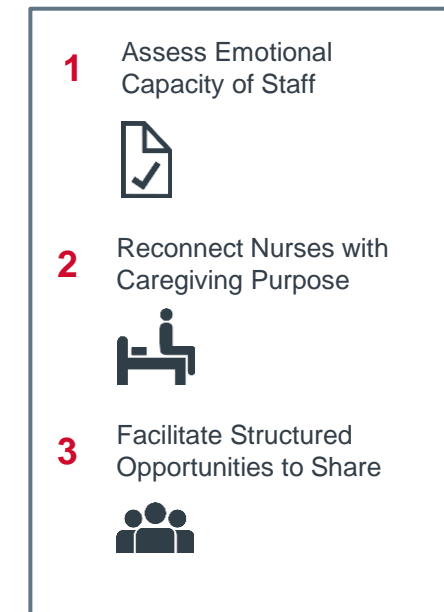 1 Assess Emotional
Capacity of Staff
2 Reconnect Nurses with
Caregiving Purpose
3 Facilitate Structured
Opportunities to Share